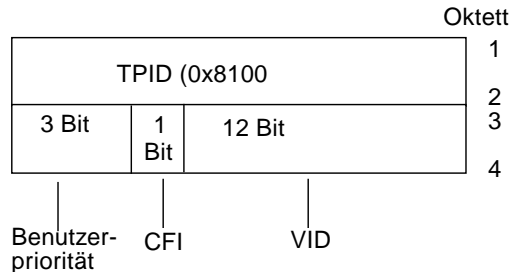 Oktett
1
TPID (0x8100
2
3 Bit
1
Bit
12 Bit
3
4
Benutzer-
priorität
CFI
VID